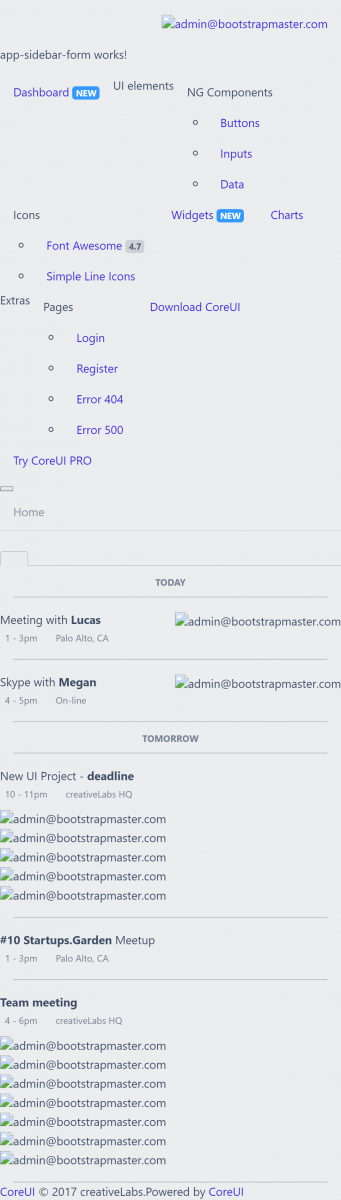 admin@bootstrapmaster.com
app-sidebar-form works!
Dashboard NEW UI elements NG Components
Buttons
Inputs
Data
Icons Widgets NEW Charts
Font Awesome 4.7
Simple Line Icons
Extras Pages Download CoreUI
Login
Register
Error 404
Error 500
Try CoreUI PRO
Home
TODAY
Meeting with Lucas admin@bootstrapmaster.com
1 - 3pm Palo Alto, CA
Skype with Megan admin@bootstrapmaster.com
4 - 5pm On-line
TOMORROW
New UI Project - deadline
10 - 11pm creativeLabs HQ
admin@bootstrapmaster.com
admin@bootstrapmaster.com
admin@bootstrapmaster.com
admin@bootstrapmaster.com
admin@bootstrapmaster.com
#10 Startups.Garden Meetup
1 - 3pm Palo Alto, CA
Team meeting
4 - 6pm creativeLabs HQ
admin@bootstrapmaster.com
admin@bootstrapmaster.com
admin@bootstrapmaster.com
admin@bootstrapmaster.com
admin@bootstrapmaster.com
admin@bootstrapmaster.com
admin@bootstrapmaster.com
CoreUI © 2017 creativeLabs.Powered by CoreUI